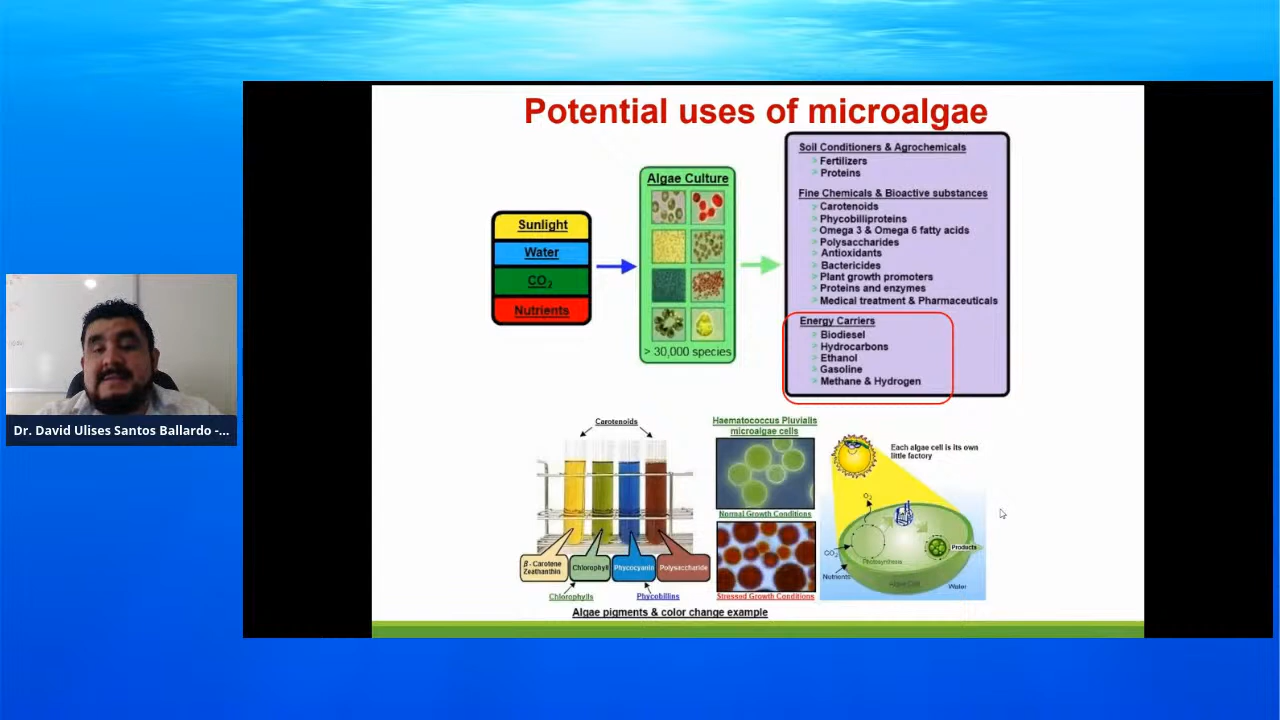 Potential uses of microalgae
Sunlight
Water
CO₂
Nutrients
Algae Culture
> 30,000 species
Soil Conditioners & Agrochemicals
Fertilizers
Proteins
Fine Chemicals & Bioactive substances
Carotenoids
Phycobilliproteins
Omega 3 & Omega 6 fatty acids
Polysaccharides
Antioxidants
Bactericides
Plant growth promoters
Proteins and enzymes
Medical treatment & Pharmaceuticals
Energy Carriers
Biodiesel
Hydrocarbons
Ethanol
Gasoline
Methane & Hydrogen
Dr. David Ulises Santos Ballardo -...
Carotenoids
β - Carotene
Zeathanthin
Chlorophyll
Phycocyanin
Polysaccharide
Chlorophylls
Phycobillins
Algae pigments & color change example
Haematococcus Pluvialis
microalgae cells
Normal Growth Conditions
Stressed Growth Conditions
Each algae cell is its own
little factory
O₂
CO₂
Photosynthesis
Products
Nutrients
Algae Cell
Water